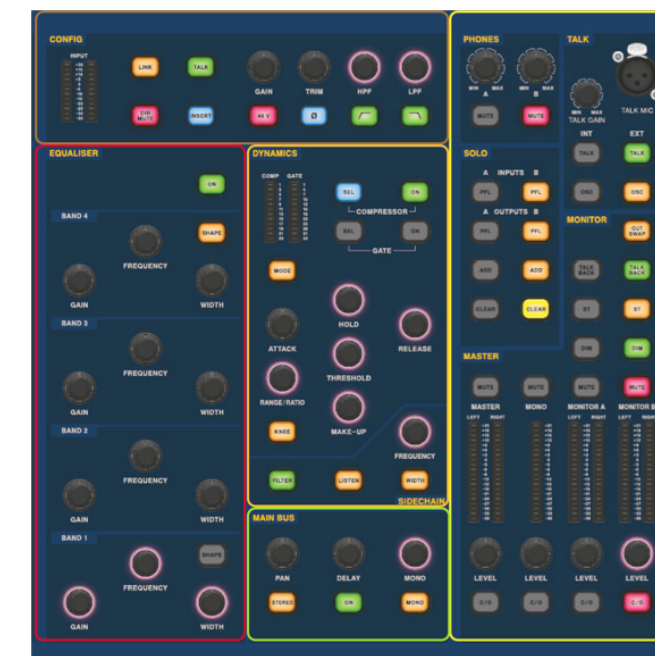 CONFIG
INPUT
LINK
TALK
GAIN
TRIM
HPF
LPF
DIR
MUTE
INSERT
48 V
Ø
EQUALISER
ON
BAND 4
SHAPE
FREQUENCY
GAIN
WIDTH
BAND 3
FREQUENCY
GAIN
WIDTH
BAND 2
FREQUENCY
GAIN
WIDTH
BAND 1
SHAPE
FREQUENCY
GAIN
WIDTH
DYNAMICS
COMP GATE
SEL
ON
COMPRESSOR
SEL
ON
GATE
MODE
HOLD
ATTACK
RELEASE
THRESHOLD
RANGE/RATIO
MAKE-UP
KNEE
FREQUENCY
FILTER
LISTEN
WIDTH
SIDECHAIN
MAIN BUS
PAN
DELAY
MONO
STEREO
ON
MONO
PHONES
MIN MAX
MIN MAX
A
B
MUTE
MUTE
TALK
MIN MAX
TALK GAIN
TALK MIC
INT
EXT
TALK
TALK
OSC
OSC
SOLO
A INPUTS B
PFL
PFL
A OUTPUTS B
PFL
PFL
ADD
ADD
CLEAR
CLEAR
MONITOR
OUT
SWAP
TALK
BACK
TALK
BACK
ST
ST
DIM
DIM
MASTER
MUTE
MUTE
MUTE
MUTE
MASTER
MONO
MONITOR A
MONITOR B
LEFT RIGHT
LEFT RIGHT
LEFT RIGHT
LEVEL
LEVEL
LEVEL
LEVEL
C/O
C/O
C/O
C/O